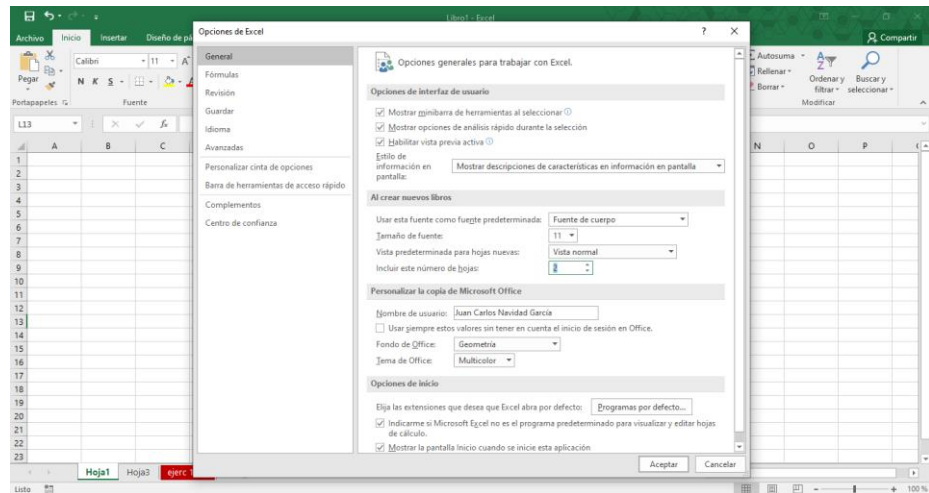 Libro1 - Excel
Archivo Inicio Insertar Diseño de pá
Compartir
Pegar
Calibri 11 A
N K S
Portapapeles Fuente
Autosuma
Rellenar
Borrar
Ordenar y filtrar
Buscar y seleccionar
Modificar
L13 fx
A B C N O P
1
2
3
4
5
6
7
8
9
10
11
12
13
14
15
16
17
18
19
20
21
22
23
Hoja1 Hoja3 ejerc 1
Listo 100 %
Opciones de Excel ? ×
General
Fórmulas
Revisión
Guardar
Idioma
Avanzadas
Personalizar cinta de opciones
Barra de herramientas de acceso rápido
Complementos
Centro de confianza
Opciones generales para trabajar con Excel.
Opciones de interfaz de usuario
Mostrar minibarra de herramientas al seleccionar
Mostrar opciones de análisis rápido durante la selección
Habilitar vista previa activa
Estilo de información en pantalla: Mostrar descripciones de características en información en pantalla
Al crear nuevos libros
Usar esta fuente como fuente predeterminada: Fuente de cuerpo
Tamaño de fuente: 11
Vista predeterminada para hojas nuevas: Vista normal
Incluir este número de hojas:
Personalizar la copia de Microsoft Office
Nombre de usuario: Juan Carlos Navidad García
Usar siempre estos valores sin tener en cuenta el inicio de sesión en Office.
Fondo de Office: Geometría
Tema de Office: Multicolor
Opciones de inicio
Elija las extensiones que desea que Excel abra por defecto: Programas por defecto...
Indicarme si Microsoft Excel no es el programa predeterminado para visualizar y editar hojas
de cálculo.
Mostrar la pantalla Inicio cuando se inicie esta aplicación
Aceptar Cancelar